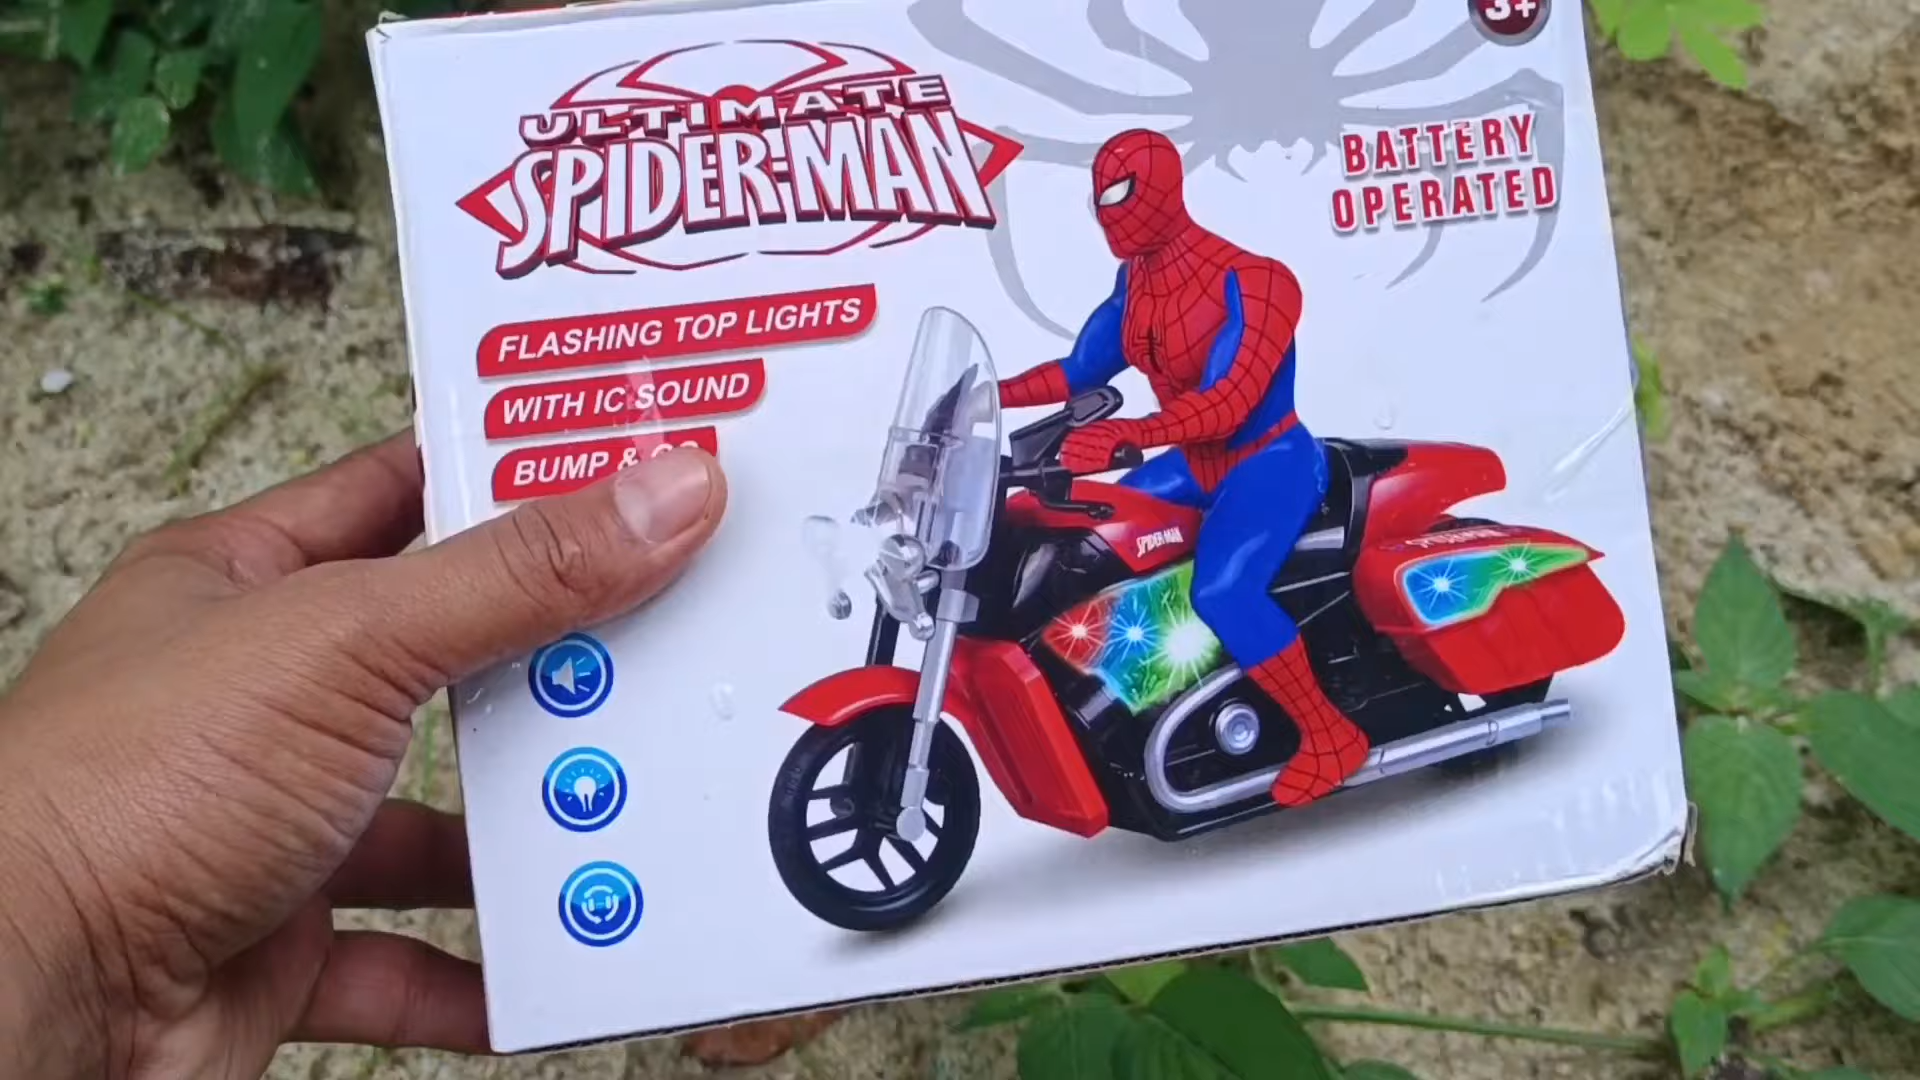 3+
ULTIMATE
SPIDER-MAN
BATTERY
OPERATED
FLASHING TOP LIGHTS
WITH IC SOUND
BUMP &
SPIDER-MAN